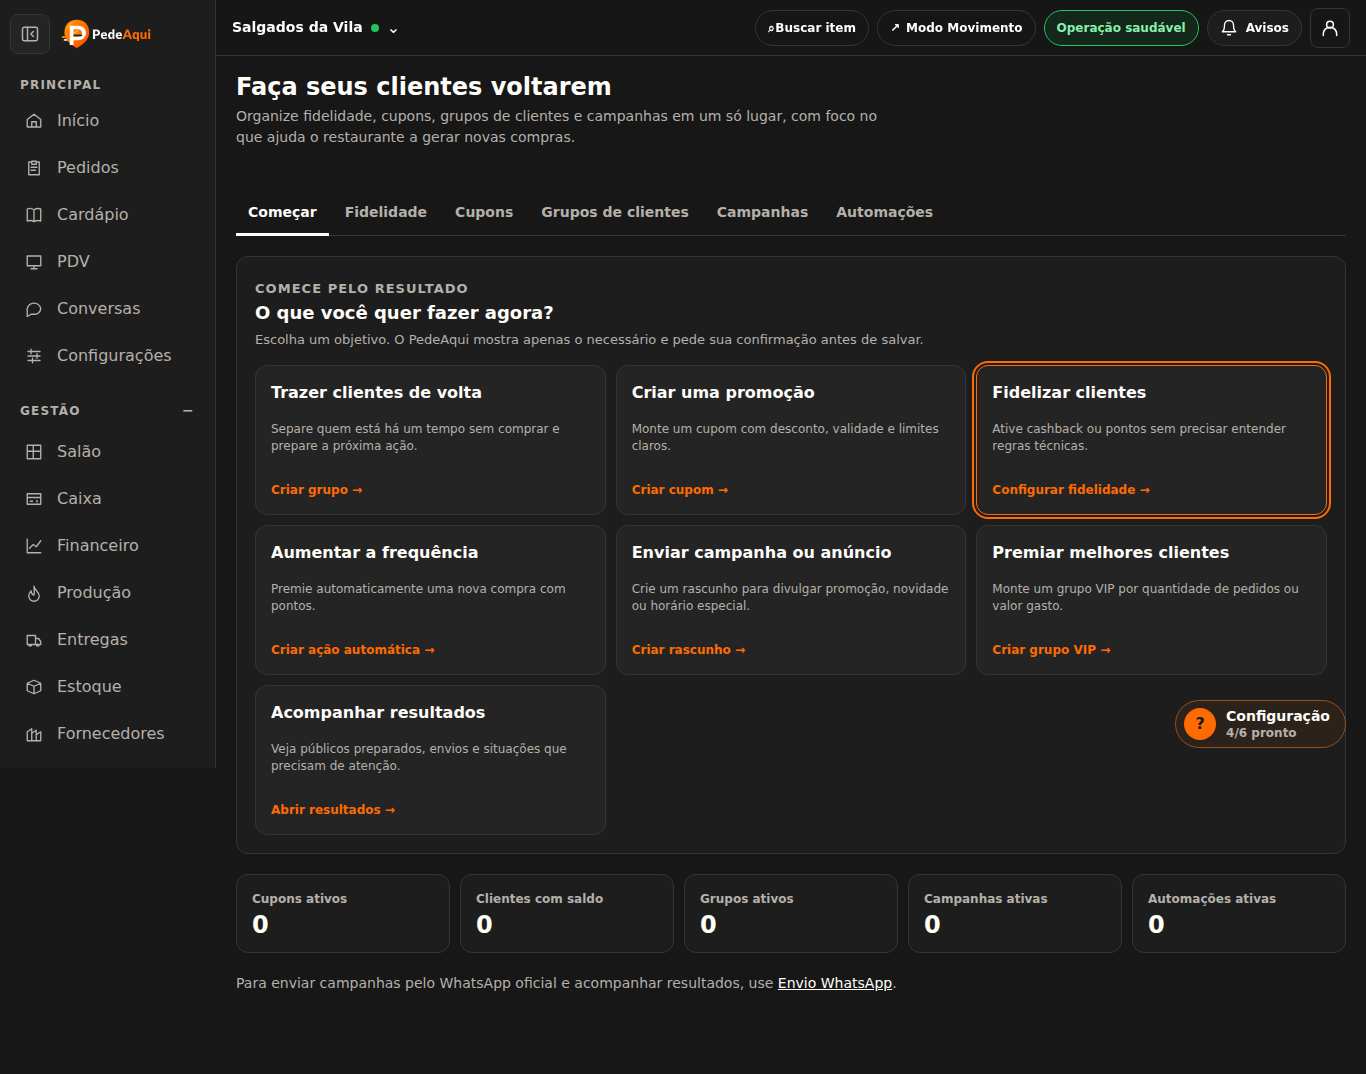 PedeAqui
PRINCIPAL
Início
Pedidos
Cardápio
PDV
Conversas
Configurações
GESTÃO
Salão
Caixa
Financeiro
Produção
Entregas
Estoque
Fornecedores
Salgados da Vila
Buscar item
↗ Modo Movimento
Operação saudável
Avisos
Faça seus clientes voltarem
Organize fidelidade, cupons, grupos de clientes e campanhas em um só lugar, com foco no
que ajuda o restaurante a gerar novas compras.
Começar Fidelidade Cupons Grupos de clientes Campanhas Automações
COMECE PELO RESULTADO
O que você quer fazer agora?
Escolha um objetivo. O PedeAqui mostra apenas o necessário e pede sua confirmação antes de salvar.
Trazer clientes de volta
Separe quem está há um tempo sem comprar e
prepare a próxima ação.
Criar grupo →
Criar uma promoção
Monte um cupom com desconto, validade e limites
claros.
Criar cupom →
Fidelizar clientes
Ative cashback ou pontos sem precisar entender
regras técnicas.
Configurar fidelidade →
Aumentar a frequência
Premie automaticamente uma nova compra com
pontos.
Criar ação automática →
Enviar campanha ou anúncio
Crie um rascunho para divulgar promoção, novidade
ou horário especial.
Criar rascunho →
Premiar melhores clientes
Monte um grupo VIP por quantidade de pedidos ou
valor gasto.
Criar grupo VIP →
Acompanhar resultados
Veja públicos preparados, envios e situações que
precisam de atenção.
Abrir resultados →
?
Configuração
4/6 pronto
Cupons ativos
0
Clientes com saldo
0
Grupos ativos
0
Campanhas ativas
0
Automações ativas
0
Para enviar campanhas pelo WhatsApp oficial e acompanhar resultados, use Envio WhatsApp.